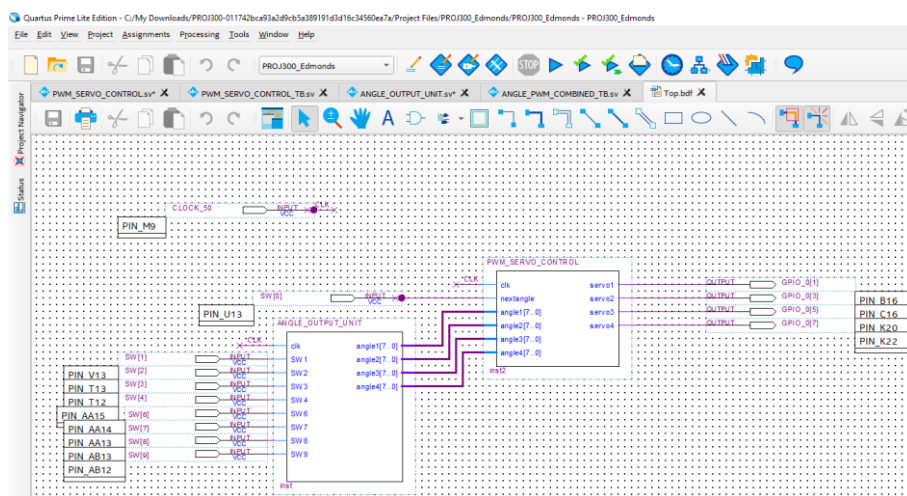 Quartus Prime Lite Edition - C:/My Downloads/PROJ300-011742bca93a2d9cb5a389191d3d16c34560ea7a/Project Files/PROJ300_Edmonds/PROJ300_Edmonds - PROJ300_Edmonds
File Edit View Project Assignments Processing Tools Window Help
PROJ300_Edmonds
STOP
PWM_SERVO_CONTROL.sv* PWM_SERVO_CONTROL_TB.sv ANGLE_OUTPUT_UNIT.sv* ANGLE_PWM_COMBINED_TB.sv Top.bdf
Project Navigator
Status
CLOCK_50 INPUT VCC CLK
PIN_M9
PWM_SERVO_CONTROL
CLK clk servo1 OUTPUT GPIO_0[1]
SW[0] INPUT VCC nextangle servo2 OUTPUT GPIO_0[3] PIN_B16
PIN_U13 angle1[7..0] servo3 OUTPUT GPIO_0[5] PIN_C16
angle2[7..0] servo4 OUTPUT GPIO_0[7] PIN_K20
angle3[7..0] PIN_K22
angle4[7..0]
inst2
ANGLE_OUTPUT_UNIT
CLK clk angle1[7..0]
SW[1] INPUT VCC SW1 angle2[7..0]
PIN_V13 SW[2] INPUT VCC SW2 angle3[7..0]
PIN_T13 SW[3] INPUT VCC SW3 angle4[7..0]
PIN_T12 SW[4] INPUT VCC SW4
PIN_AA15 SW[6] INPUT VCC SW6
PIN_AA14 SW[7] INPUT VCC SW7
PIN_AA13 SW[8] INPUT VCC SW8
PIN_AB13 SW[9] INPUT VCC SW9
PIN_AB12
inst